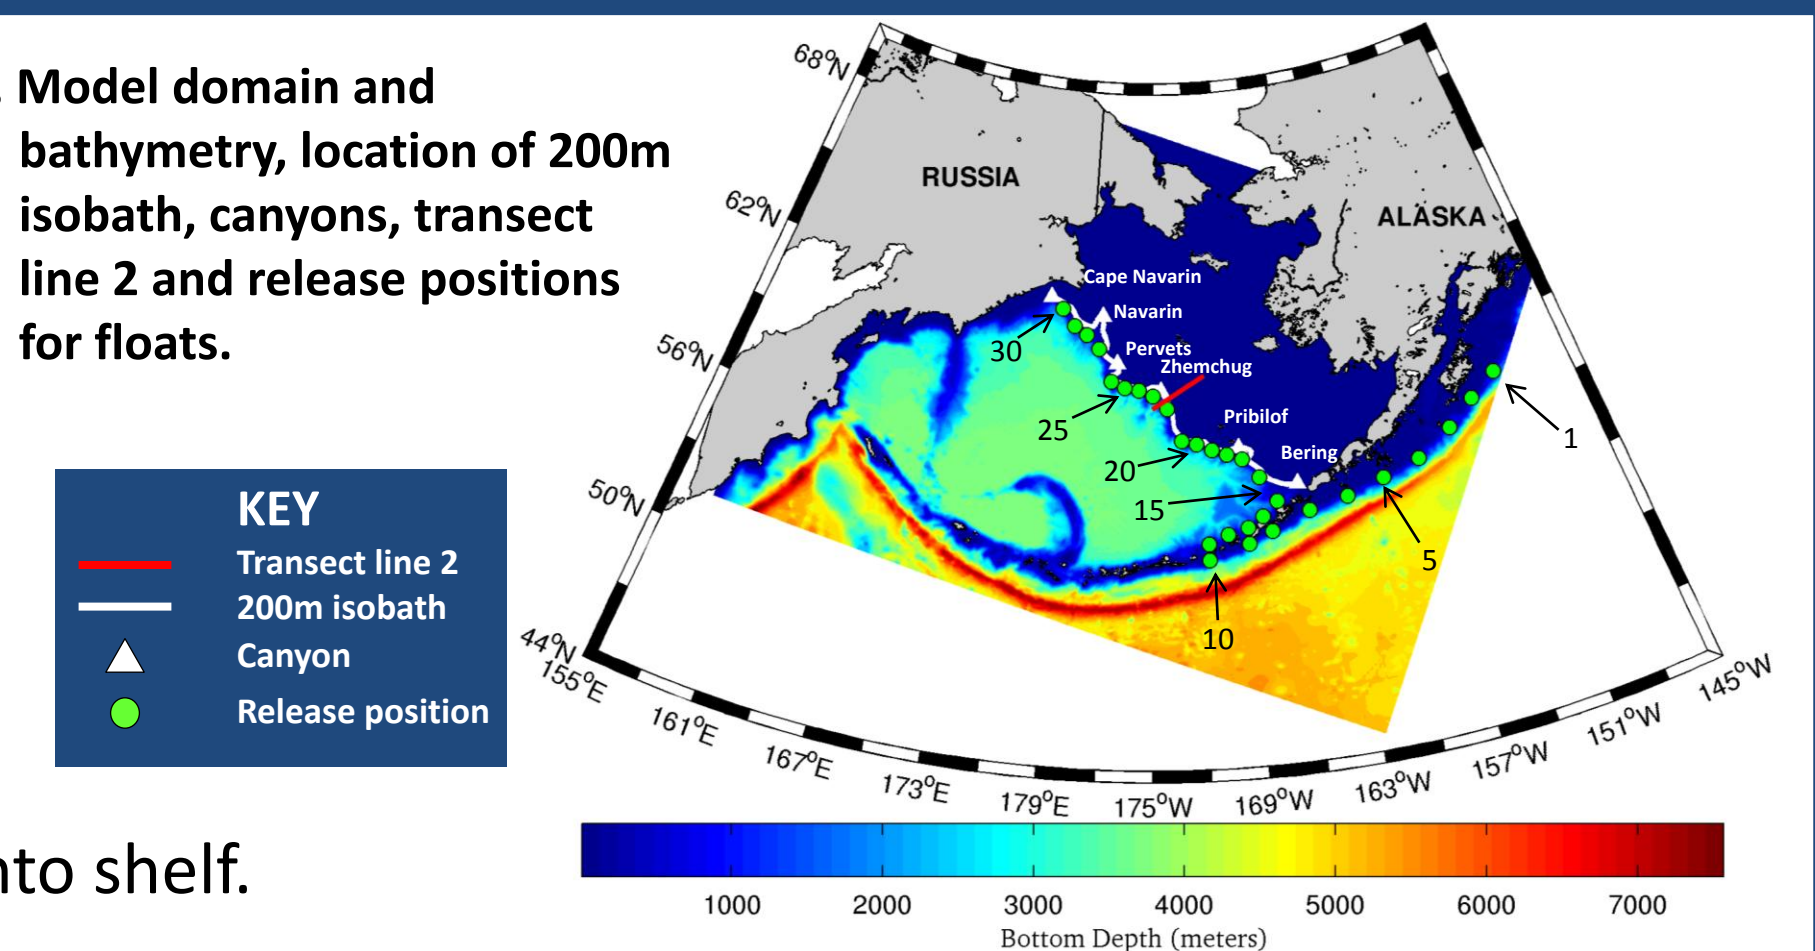 . Model domain and
bathymetry, location of 200m
isobath, canyons, transect
line 2 and release positions
for floats.
KEY
Transect line 2
200m isobath
Canyon
Release position
nto shelf.
68°N
62°N
56°N
50°N
44°N
155°E
161°E
167°E
173°E
179°E
175°W
169°W
163°W
157°W
151°W
145°W
RUSSIA
ALASKA
Cape Navarin
Navarin
Pervets
Zhemchug
Pribilof
Bering
30
25
20
15
10
5
1
1000 2000 3000 4000 5000 6000 7000
Bottom Depth (meters)